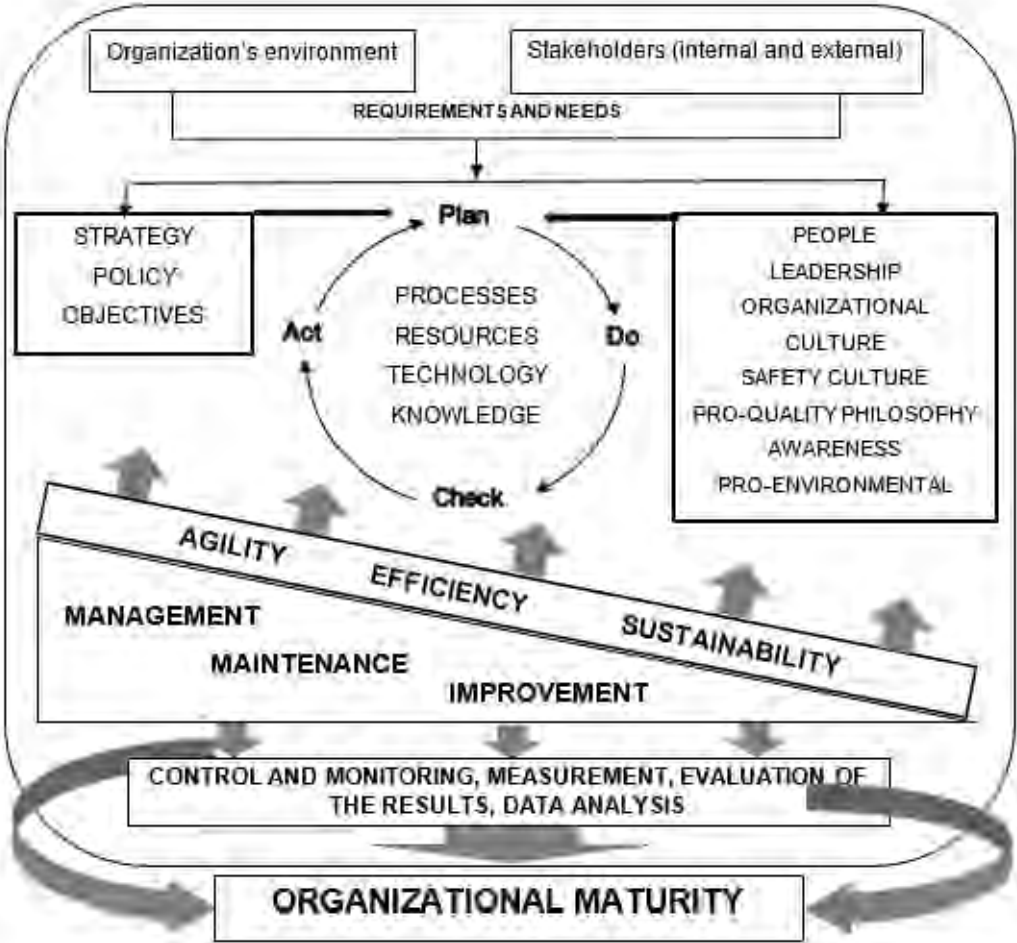 Organization's environment
Stakeholders (internal and external)
REQUIREMENTS AND NEEDS
STRATEGY
POLICY
OBJECTIVES
Plan
Do
Check
Act
PROCESSES
RESOURCES
TECHNOLOGY
KNOWLEDGE
PEOPLE
LEADERSHIP
ORGANIZATIONAL
CULTURE
SAFETY CULTURE
PRO-QUALITY PHILOSOPHY
AWARENESS
PRO-ENVIRONMENTAL
AGILITY
EFFICIENCY
SUSTAINABILITY
MANAGEMENT
MAINTENANCE
IMPROVEMENT
CONTROL AND MONITORING, MEASUREMENT, EVALUATION OF
THE RESULTS, DATA ANALYSIS
ORGANIZATIONAL MATURITY